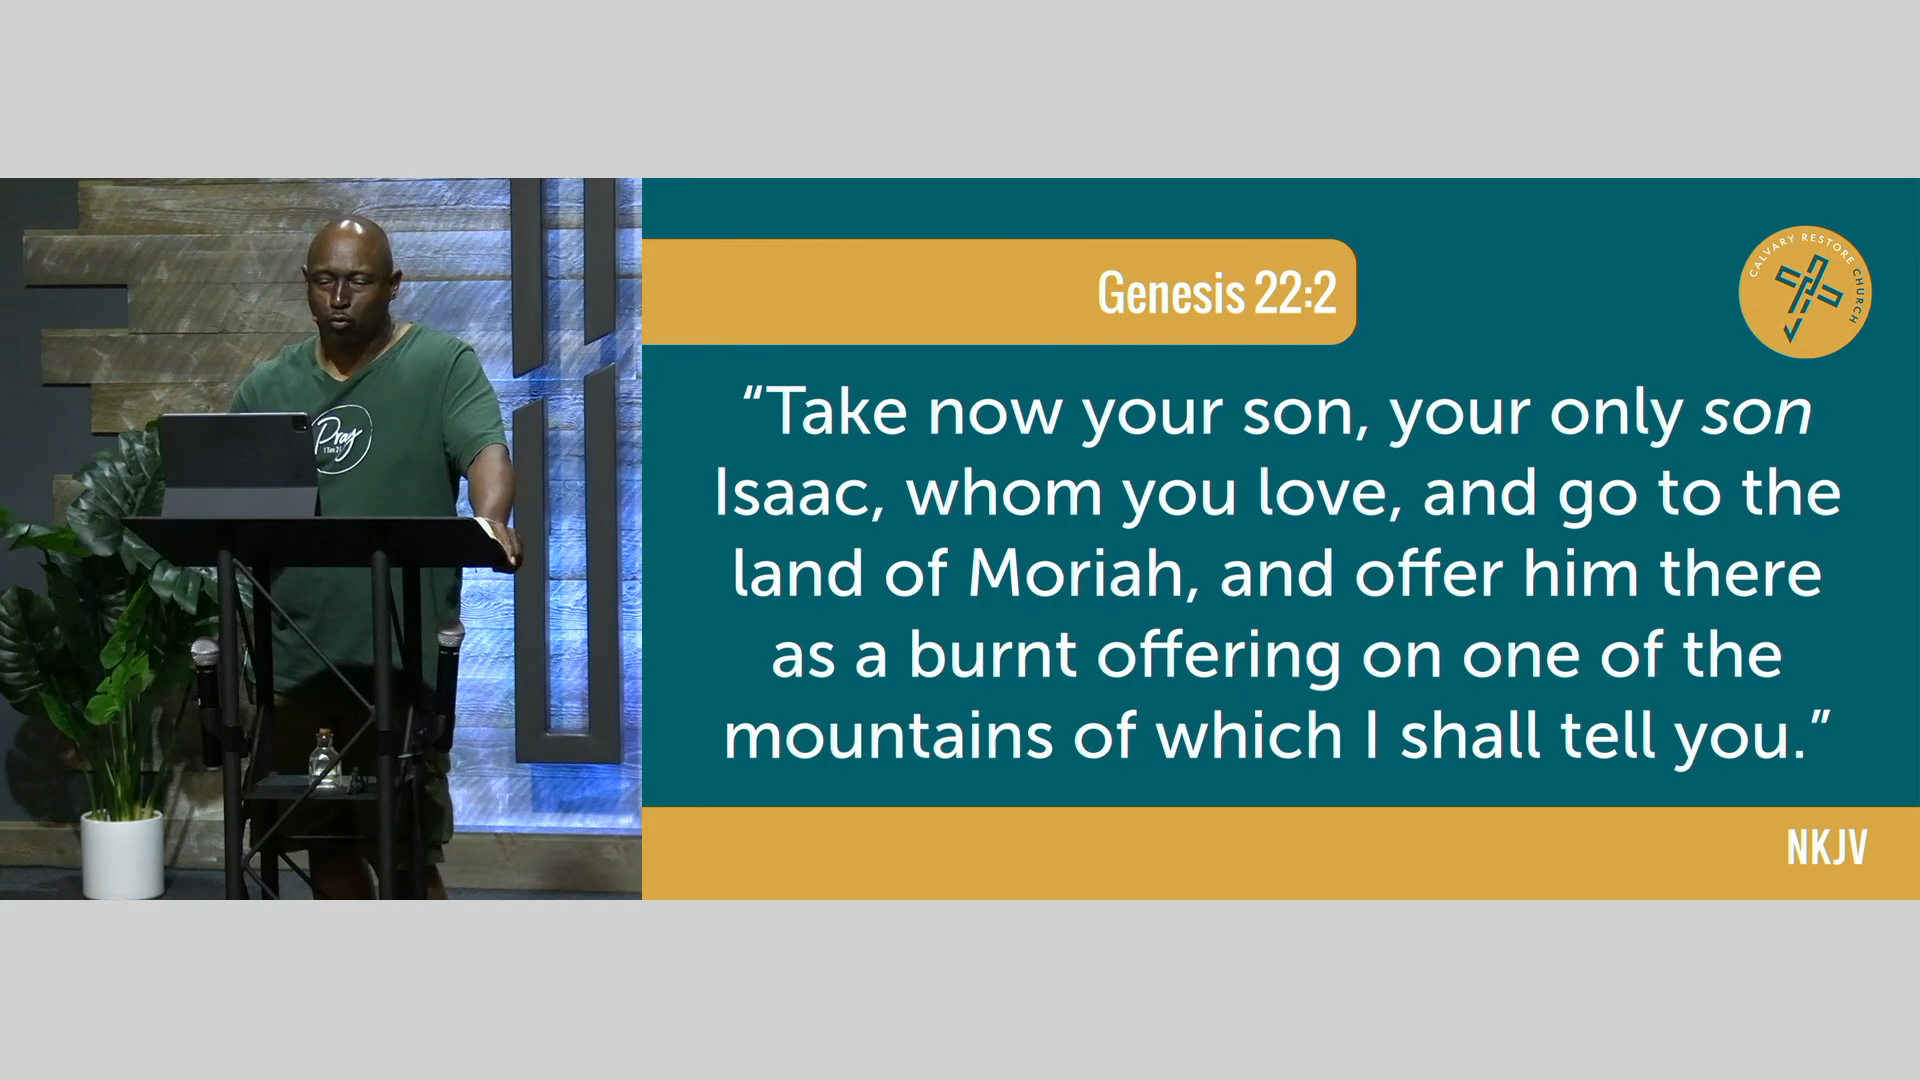 Genesis 22:2
CALVARY RESTORE CHURCH
“Take now your son, your only son
Isaac, whom you love, and go to the
land of Moriah, and offer him there
as a burnt offering on one of the
mountains of which I shall tell you.”
NKJV
Pray